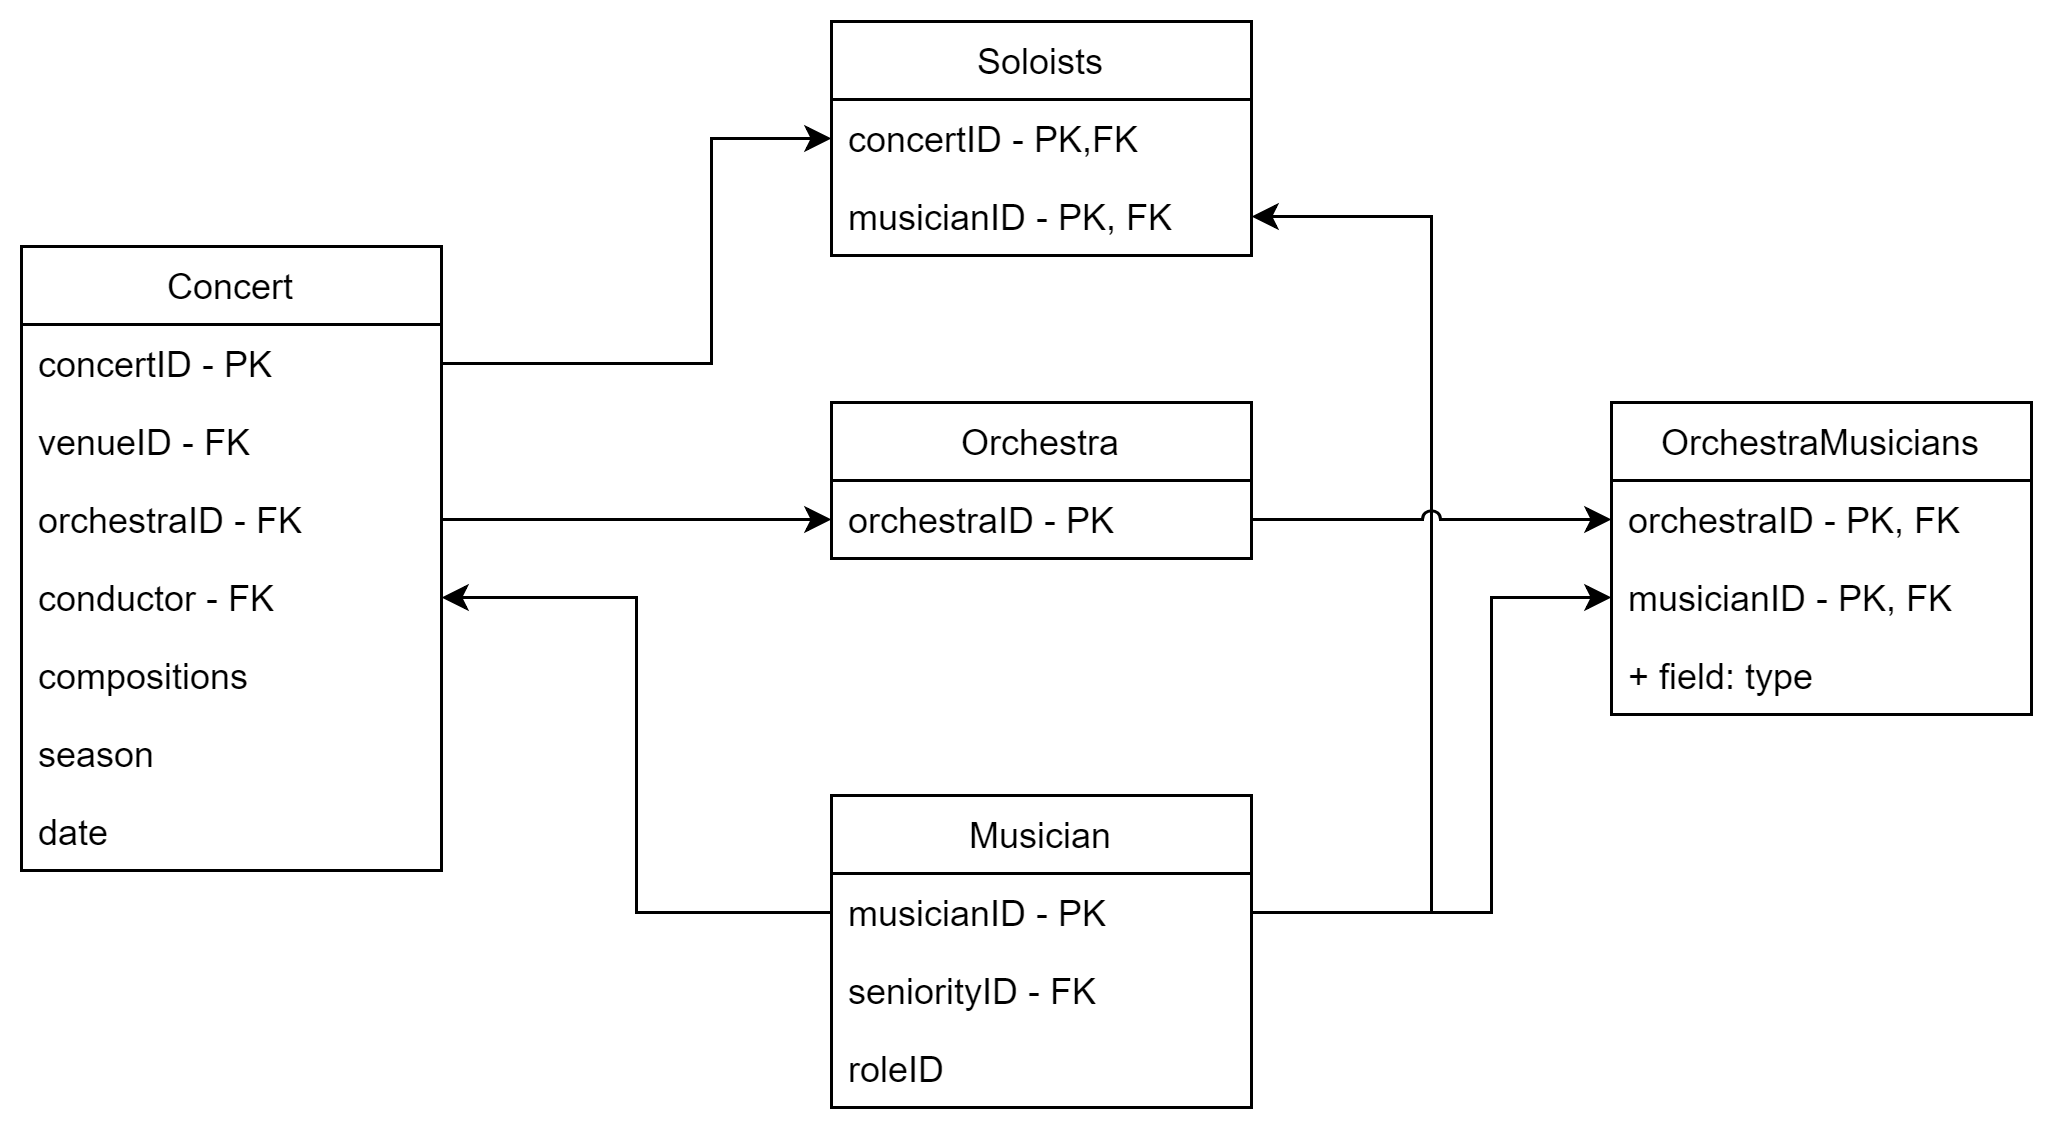 Soloists
concertID - PK,FK
musicianID - PK, FK
Concert
concertID - PK
venueID - FK
orchestraID - FK
conductor - FK
compositions
season
date
Orchestra
orchestraID - PK
OrchestraMusicians
orchestraID - PK, FK
musicianID - PK, FK
+ field: type
Musician
musicianID - PK
seniorityID - FK
roleID